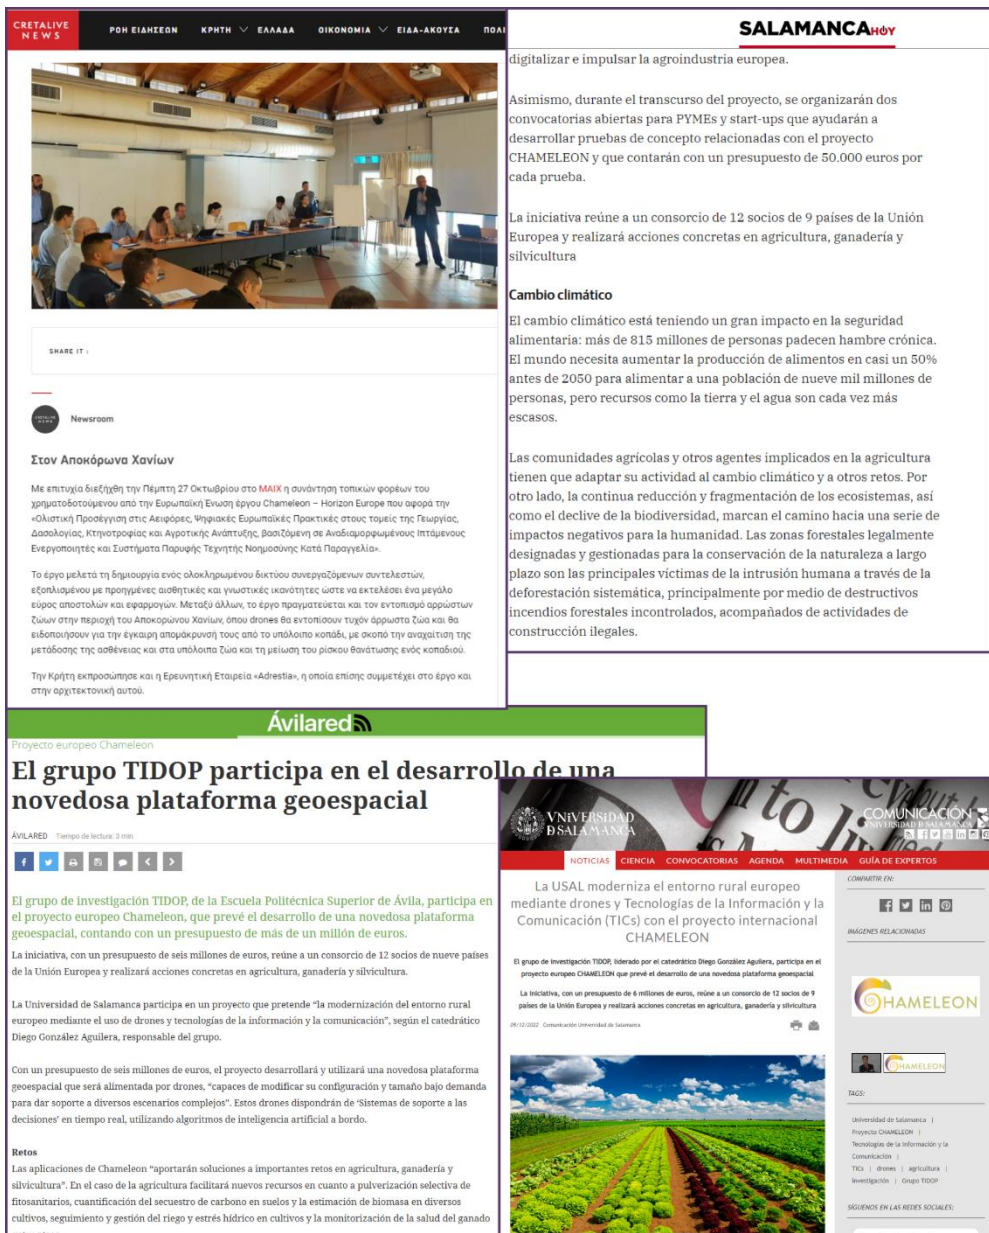 CRETALIVE
NEWS
ΡΟΗ ΕΙΔΗΣΕΩΝ ΚΡΗΤΗ ΕΛΛΑΔΑ ΟΙΚΟΝΟΜΙΑ ΕΙΔΑ-ΑΚΟΥΣΑ ΠΟΛΙ
SHARE IT :
Newsroom
Στον Αποκόρωνα Χανίων
Με επιτυχία διεξήχθη την Πέμπτη 27 Οκτωβρίου στο ΜΑΙΧ η συνάντηση τοπικών φορέων του
χρηματοδοτούμενου από την Ευρωπαϊκή Ένωση έργου Chameleon – Horizon Europe που αφορά την
«Ολιστική Προσέγγιση στις Αειφόρες, Ψηφιακές Ευρωπαϊκές Πρακτικές στους τομείς της Γεωργίας,
Δασολογίας, Κτηνοτροφίας και Αγροτικής Ανάπτυξης, βασιζόμενη σε Αναδιαμορφωμένους Ιπτάμενους
Ενεργοποιητές και Συστήματα Παρυφής Τεχνητής Νοημοσύνης Κατά Παραγγελία».
Το έργο μελετά τη δημιουργία ενός ολοκληρωμένου δικτύου συνεργαζόμενων συντελεστών,
εξοπλισμένου με προηγμένες αισθητικές και γνωστικές ικανότητες ώστε να εκτελέσει ένα μεγάλο
εύρος αποστολών και εφαρμογών. Μεταξύ άλλων, το έργο πραγματεύεται και τον εντοπισμό αρρώστων
ζώων στην περιοχή του Αποκορώνου Χανίων, όπου drones θα εντοπίσουν τυχόν άρρωστα ζώα και θα
ειδοποιήσουν για την έγκαιρη απομάκρυνσή τους από το υπόλοιπο κοπάδι, με σκοπό την αναχαίτιση της
μετάδοσης της ασθένειας και στα υπόλοιπα ζώα και τη μείωση του ρίσκου θανάτωσης ενός κοπαδιού.
Την Κρήτη εκπροσώπησε και η Ερευνητική Εταιρεία «Adrestia», η οποία επίσης συμμετέχει στο έργο και
στην αρχιτεκτονική αυτού.
SALAMANCAHOY
digitalizar e impulsar la agroindustria europea.
Asimismo, durante el transcurso del proyecto, se organizarán dos
convocatorias abiertas para PYMEs y start-ups que ayudarán a
desarrollar pruebas de concepto relacionadas con el proyecto
CHAMELEON y que contarán con un presupuesto de 50.000 euros por
cada prueba.
La iniciativa reúne a un consorcio de 12 socios de 9 países de la Unión
Europea y realizará acciones concretas en agricultura, ganadería y
silvicultura
Cambio climático
El cambio climático está teniendo un gran impacto en la seguridad
alimentaria: más de 815 millones de personas padecen hambre crónica.
El mundo necesita aumentar la producción de alimentos en casi un 50%
antes de 2050 para alimentar a una población de nueve mil millones de
personas, pero recursos como la tierra y el agua son cada vez más
escasos.
Las comunidades agrícolas y otros agentes implicados en la agricultura
tienen que adaptar su actividad al cambio climático y a otros retos. Por
otro lado, la continua reducción y fragmentación de los ecosistemas, así
como el declive de la biodiversidad, marcan el camino hacia una serie de
impactos negativos para la humanidad. Las zonas forestales legalmente
designadas y gestionadas para la conservación de la naturaleza a largo
plazo son las principales víctimas de la intrusión humana a través de la
deforestación sistemática, principalmente por medio de destructivos
incendios forestales incontrolados, acompañados de actividades de
construcción ilegales.
Ávilared
Proyecto europeo Chameleon
El grupo TIDOP participa en el desarrollo de una
novedosa plataforma geoespacial
ÁVILARED Tiempo de lectura: 3 min
El grupo de investigación TIDOP, de la Escuela Politécnica Superior de Ávila, participa en
el proyecto europeo Chameleon, que prevé el desarrollo de una novedosa plataforma
geoespacial, contando con un presupuesto de más de un millón de euros.
La iniciativa, con un presupuesto de seis millones de euros, reúne a un consorcio de 12 socios de nueve países
de la Unión Europea y realizará acciones concretas en agricultura, ganadería y silvicultura.
La Universidad de Salamanca participa en un proyecto que pretende “la modernización del entorno rural
europeo mediante el uso de drones y tecnologías de la información y la comunicación”, según el catedrático
Diego González Aguilera, responsable del grupo.
Con un presupuesto de seis millones de euros, el proyecto desarrollará y utilizará una novedosa plataforma
geoespacial que será alimentada por drones, “capaces de modificar su configuración y tamaño bajo demanda
para dar soporte a diversos escenarios complejos”. Estos drones dispondrán de ‘Sistemas de soporte a las
decisiones’ en tiempo real, utilizando algoritmos de inteligencia artificial a bordo.
Retos
Las aplicaciones de Chameleon “aportarán soluciones a importantes retos en agricultura, ganadería y
silvicultura”. En el caso de la agricultura facilitará nuevos recursos en cuanto a pulverización selectiva de
fitosanitarios, cuantificación del secuestro de carbono en suelos y la estimación de biomasa en diversos
cultivos, seguimiento y gestión del riego y estrés hídrico en cultivos y la monitorización de la salud del ganado
VNiVERSiDAD
D SALAMANCA
COMUNICACIÓN
VNIVERSIDAD D SALAMANCA
NOTICIAS CIENCIA CONVOCATORIAS AGENDA MULTIMEDIA GUÍA DE EXPERTOS
La USAL moderniza el entorno rural europeo
mediante drones y Tecnologías de la Información y la
Comunicación (TICs) con el proyecto internacional
CHAMELEON
El grupo de investigación TIDOP, liderado por el catedrático Diego González Aguilera, participa en el
proyecto europeo CHAMELEON que prevé el desarrollo de una novedosa plataforma geoespacial
La iniciativa, con un presupuesto de 6 millones de euros, reúne a un consorcio de 12 socios de 9
países de la Unión Europea y realizará acciones concretas en agricultura, ganadería y silvicultura
09/12/2022 Comunicación Universidad de Salamanca
COMPARTIR EN:
IMÁGENES RELACIONADAS
CHAMELEON
CHAMELEON
TAGS:
Universidad de Salamanca |
Proyecto CHAMELEON |
Tecnologías de la Información y la
Comunicación |
TICs | drones | agricultura |
investigación | Grupo TIDOP
SÍGUENOS EN LAS REDES SOCIALES: